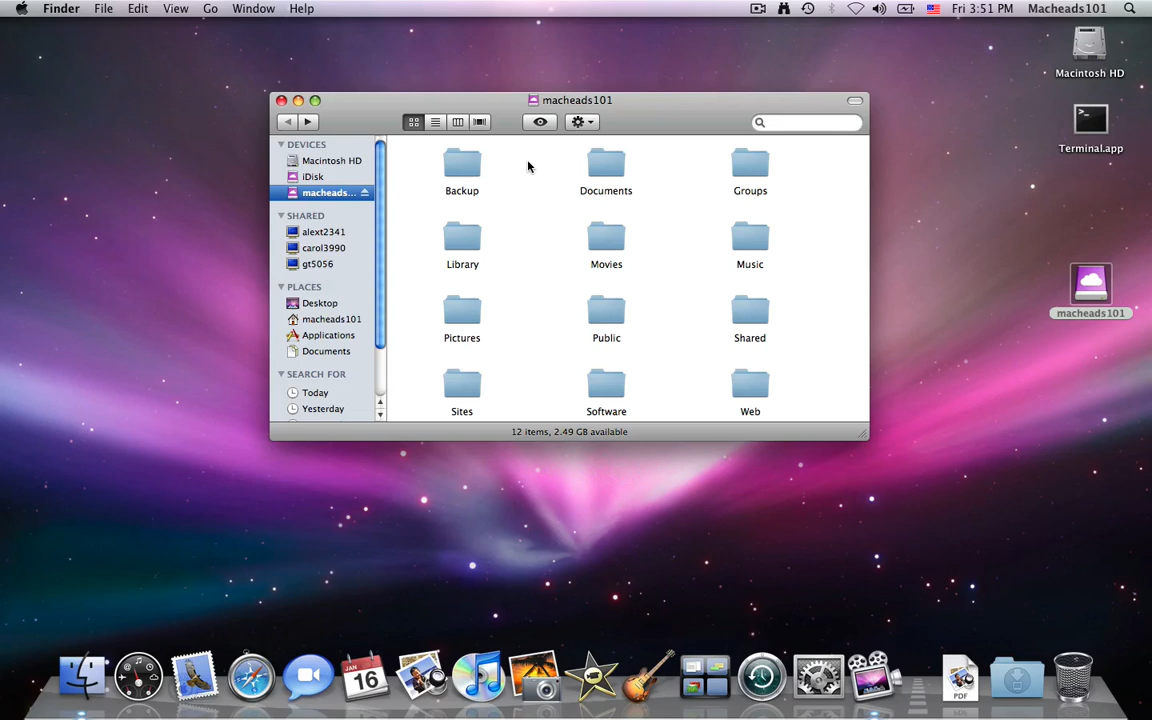 Finder File Edit View Go Window Help Fri 3:51 PM Macheads101
Macintosh HD
Terminal.app
macheads101
macheads101
DEVICES
Macintosh HD
iDisk
macheads...
SHARED
alext2341
carol3990
gt5056
PLACES
Desktop
macheads101
Applications
Documents
SEARCH FOR
Today
Yesterday
Backup Documents Groups
Library Movies Music
Pictures Public Shared
Sites Software Web
12 items, 2.49 GB available
JAN
16
PDF